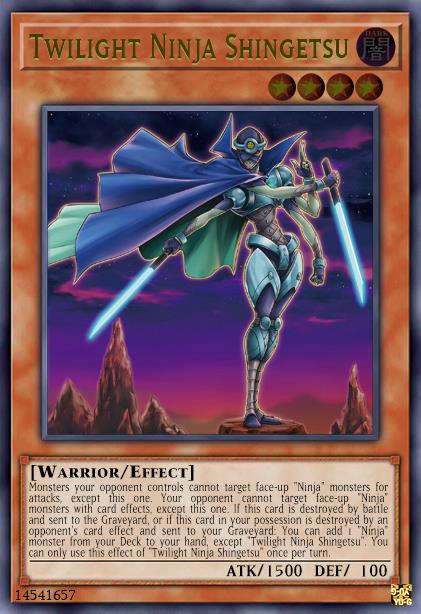 Twilight Ninja Shingetsu
DARK
闇
[Warrior/Effect]
Monsters your opponent controls cannot target face-up "Ninja" monsters for
attacks, except this one. Your opponent cannot target face-up "Ninja"
monsters with card effects, except this one. If this card is destroyed by battle
and sent to the Graveyard, or if this card in your possession is destroyed by an
opponent's card effect and sent to your Graveyard: You can add 1 "Ninja"
monster from your Deck to your hand, except "Twilight Ninja Shingetsu". You
can only use this effect of "Twilight Ninja Shingetsu" once per turn.
ATK/1500 DEF/ 100
14541657